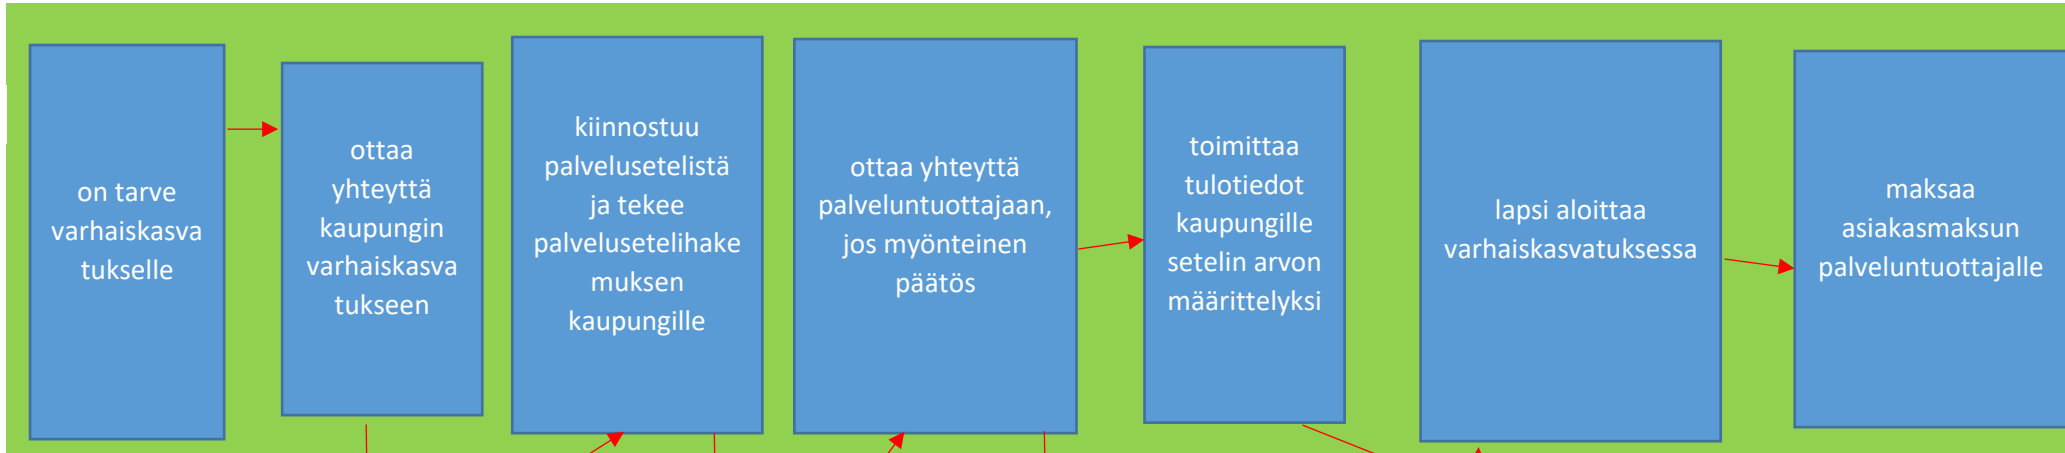 on tarve
varhaiskasva
tukselle
ottaa
yhteyttä
kaupungin
varhaiskasva
tukseen
kiinnostuu
palvelusetelistä
ja tekee
palvelusetelihake
muksen
kaupungille
ottaa yhteyttä
palveluntuottajaan,
jos myönteinen
päätös
toimittaa
tulotiedot
kaupungille
setelin arvon
määrittelyksi
lapsi aloittaa
varhaiskasvatuksessa
maksaa
asiakasmaksun
palveluntuottajalle